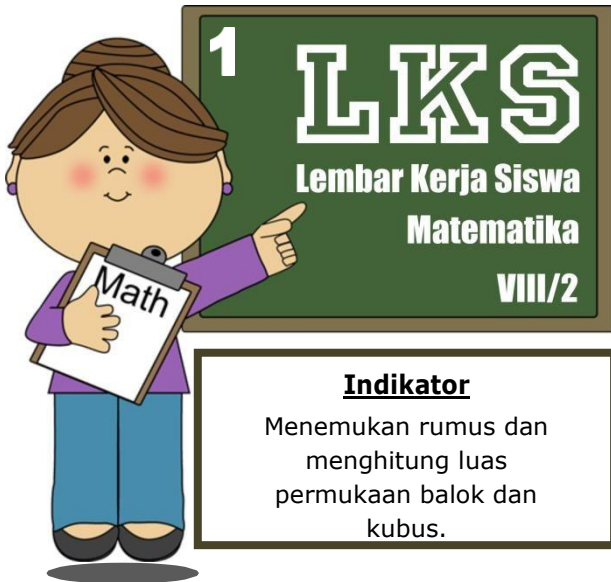 1
LKS
Lembar Kerja Siswa
Matematika
VIII/2
Math
Indikator
Menemukan rumus dan
menghitung luas
permukaan balok dan
kubus.